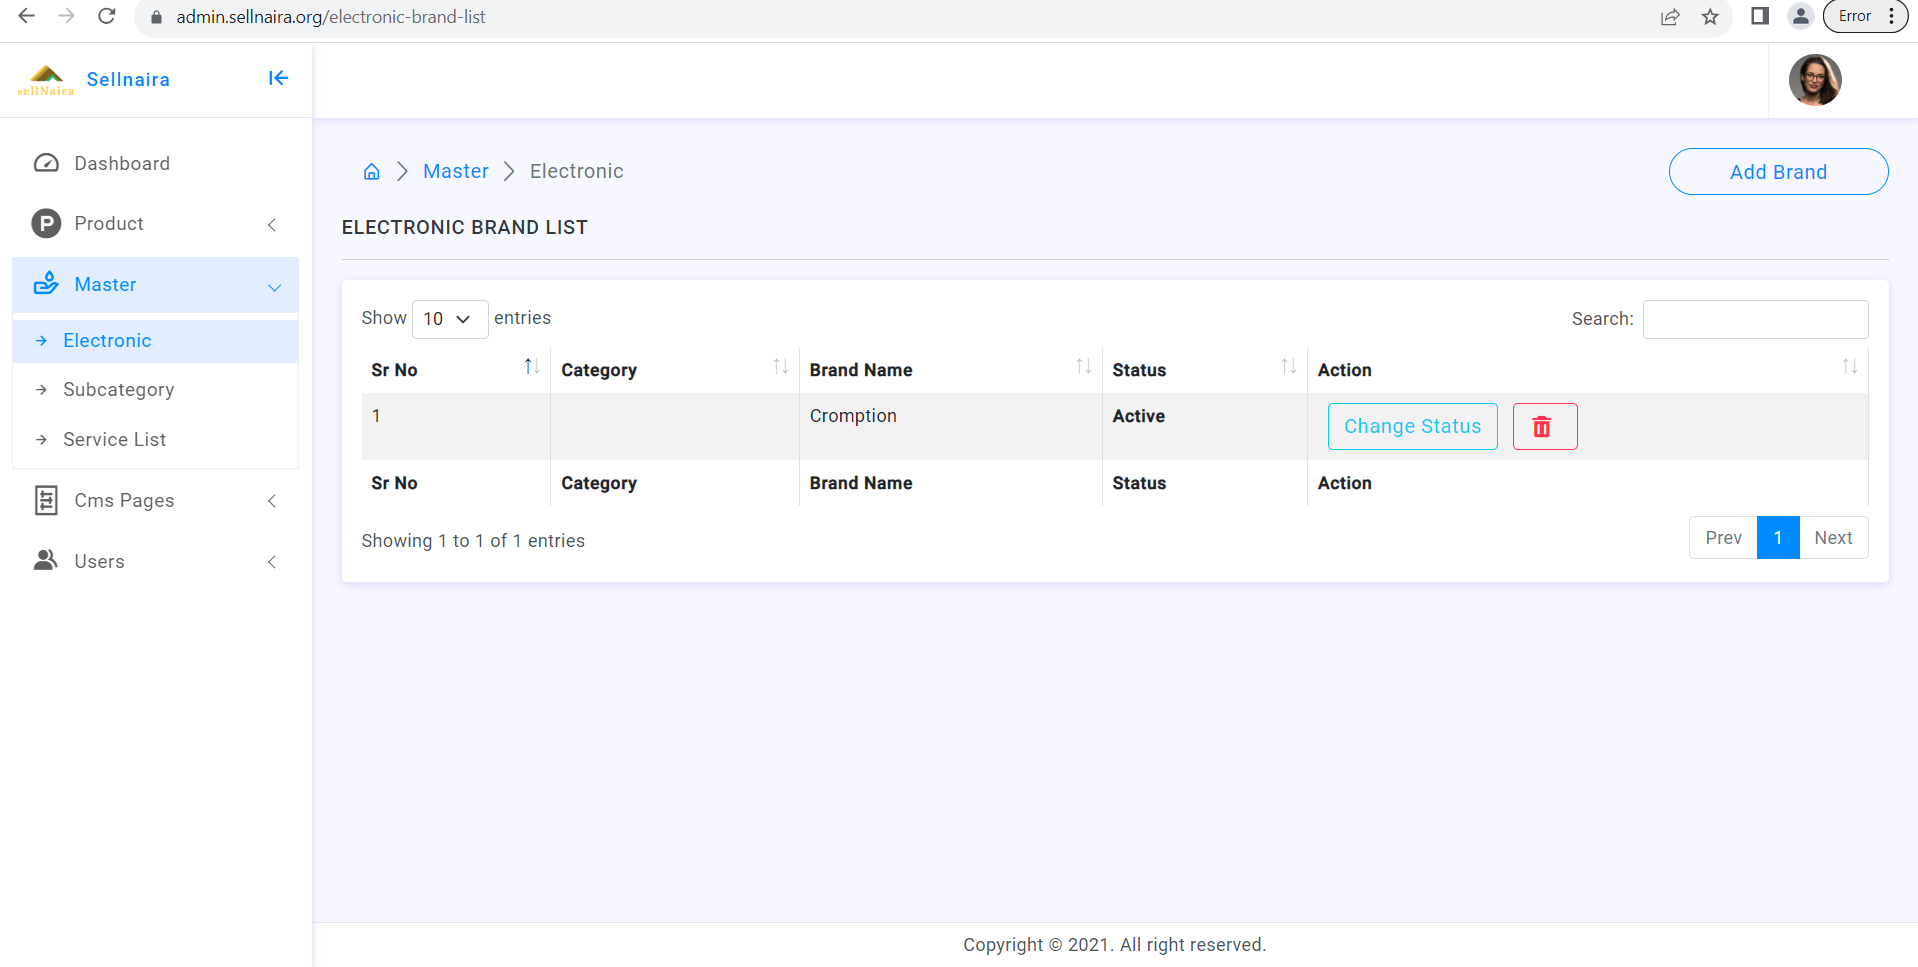 admin.sellnaira.org/electronic-brand-list
Error
sellNaira
Sellnaira
Dashboard
P Product
Master
Electronic
Subcategory
Service List
Cms Pages
Users
Master Electronic
Add Brand
ELECTRONIC BRAND LIST
Show 10 entries
Search:
Sr No Category Brand Name Status Action
1 Cromption Active Change Status
Sr No Category Brand Name Status Action
Showing 1 to 1 of 1 entries
Prev 1 Next
Copyright © 2021. All right reserved.